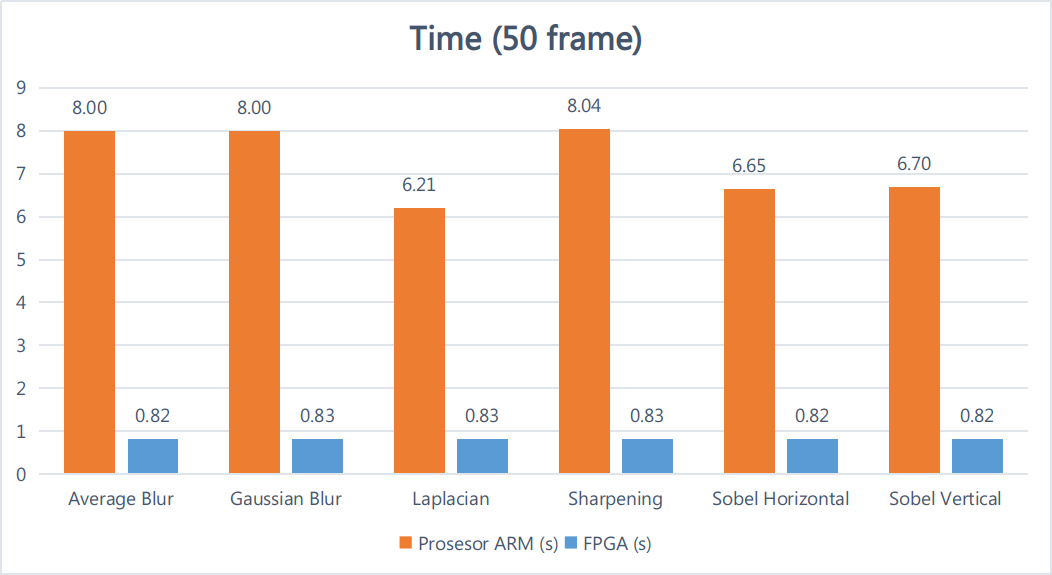 Time (50 frame)
9
8
7
6
5
4
3
2
1
0
8.00
0.82
8.00
0.83
6.21
0.83
8.04
0.83
6.65
0.82
6.70
0.82
Average Blur
Gaussian Blur
Laplacian
Sharpening
Sobel Horizontal
Sobel Vertical
Prosesor ARM (s)
FPGA (s)